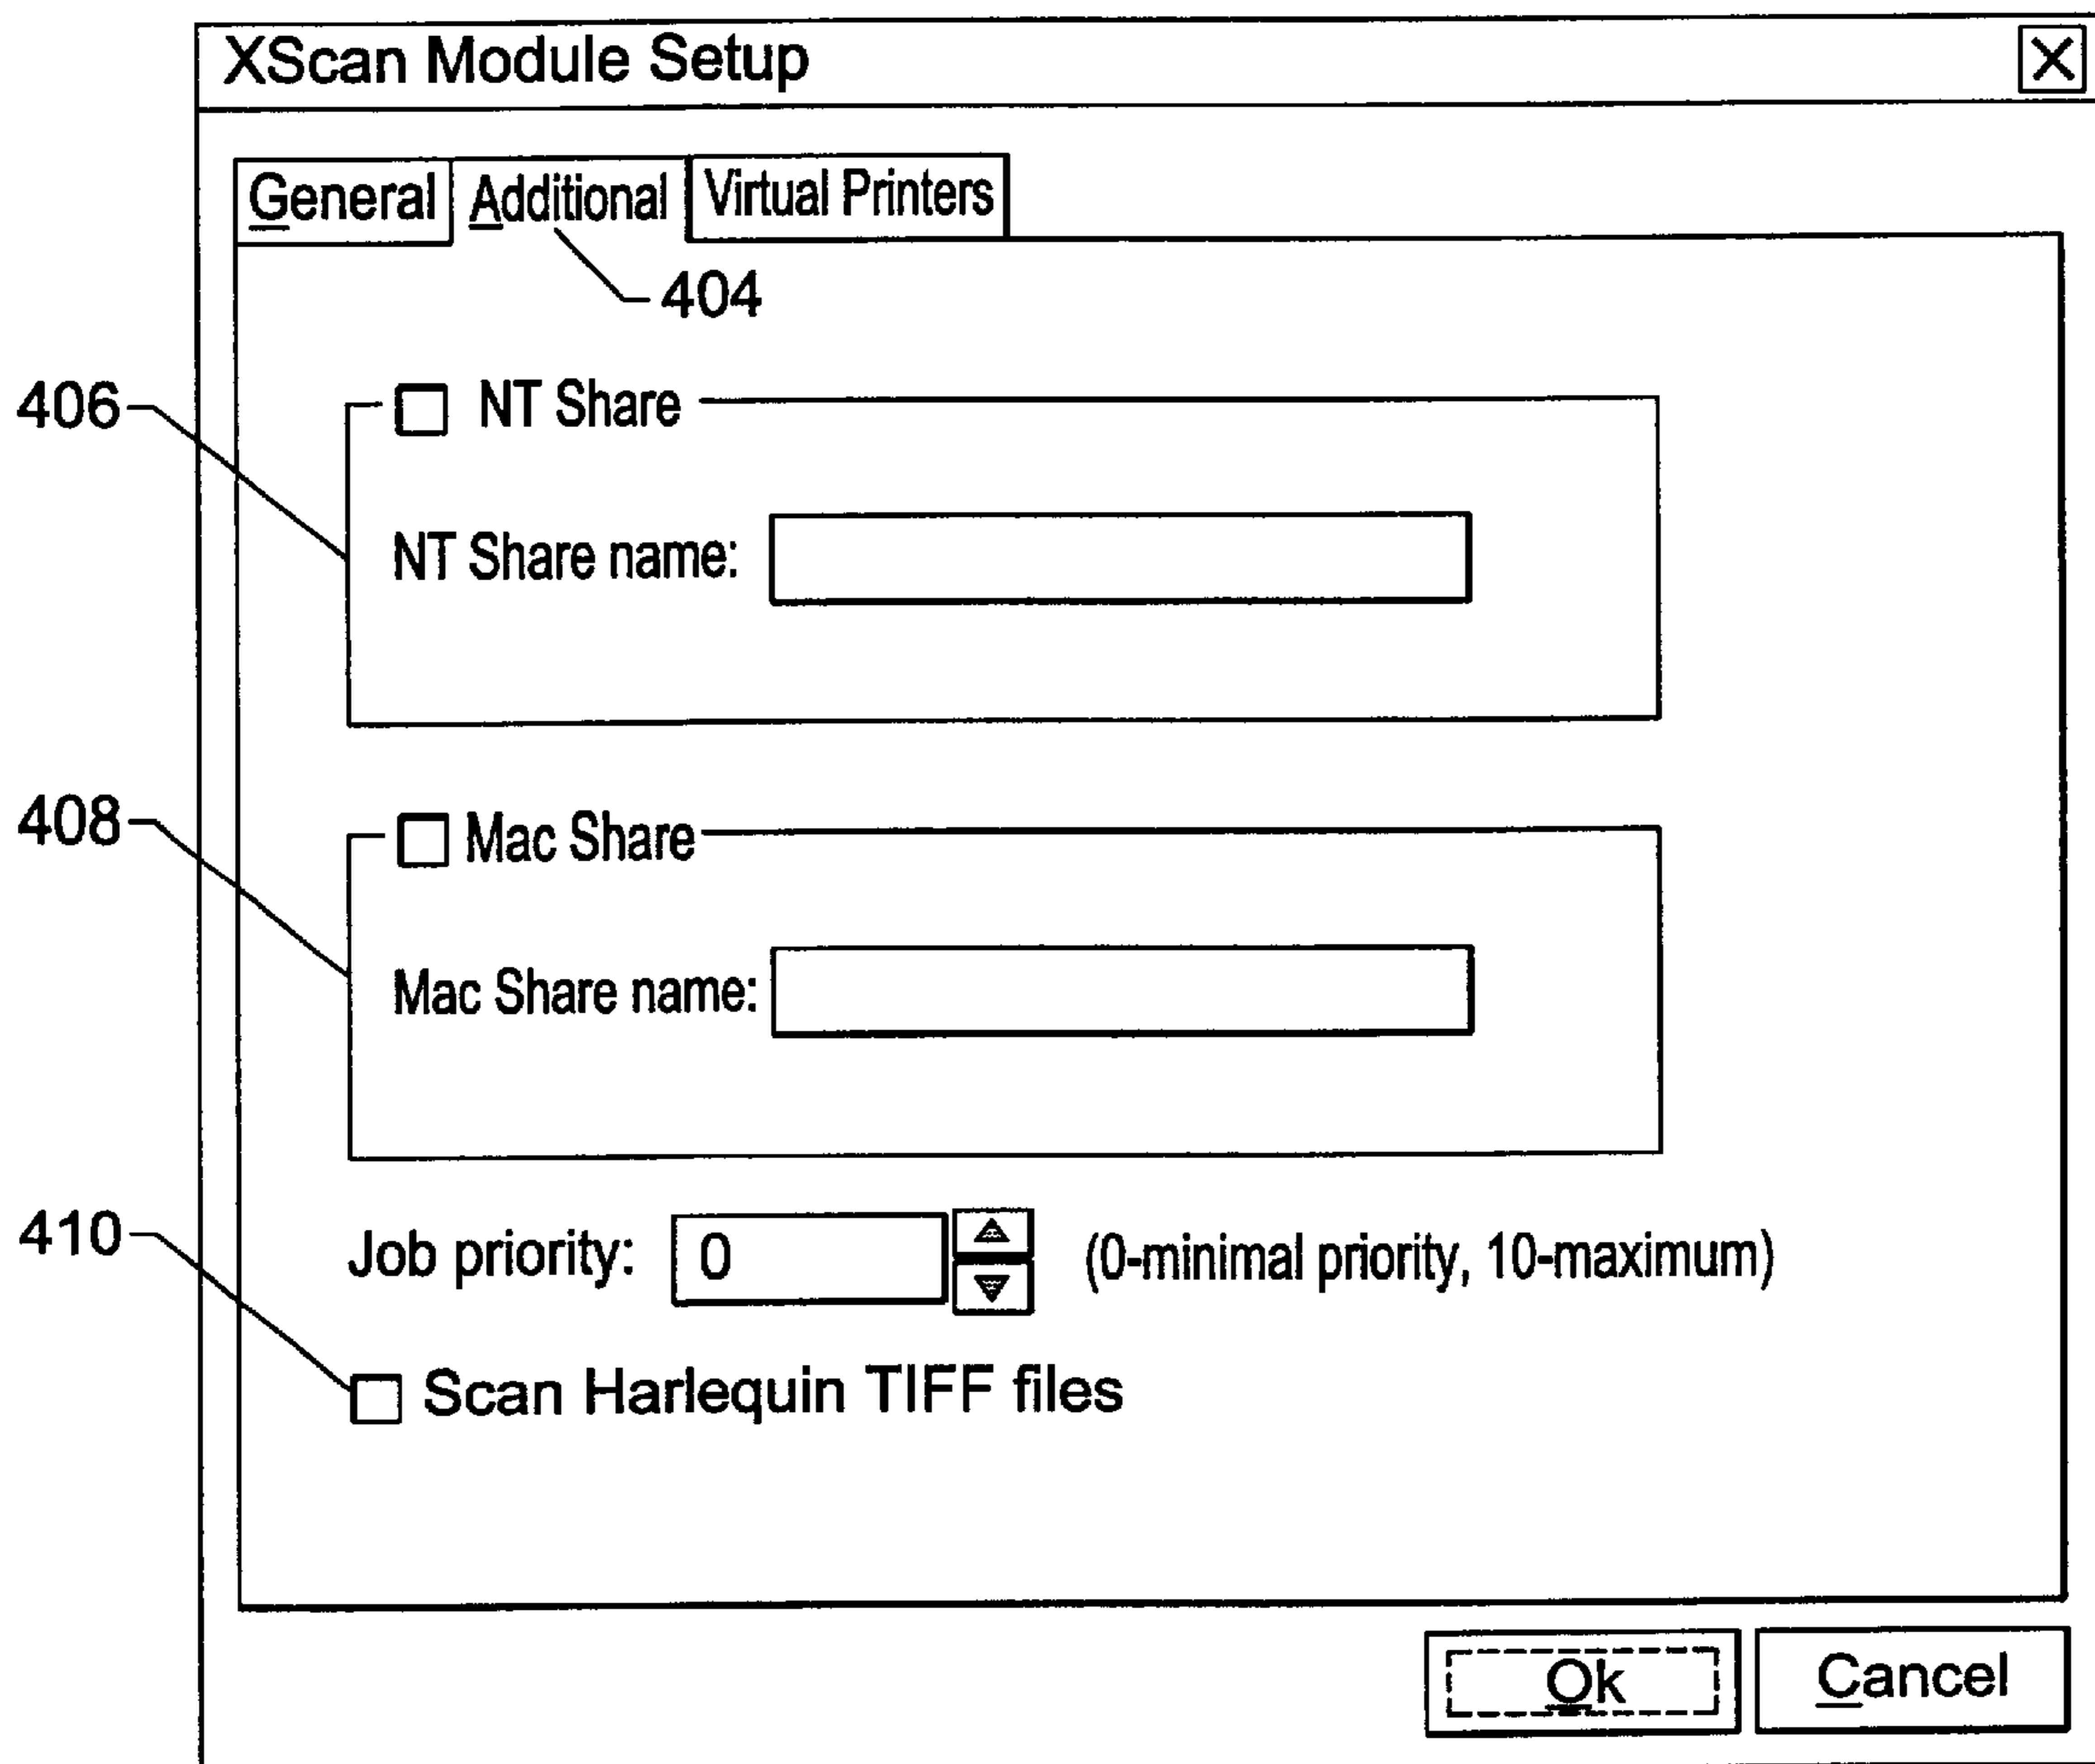 XScan Module Setup
General Additional Virtual Printers
404
406 NT Share
NT Share name:
408 Mac Share
Mac Share name:
410 Job priority: 0 (0-minimal priority, 10-maximum)
Scan Harlequin TIFF files
Ok Cancel